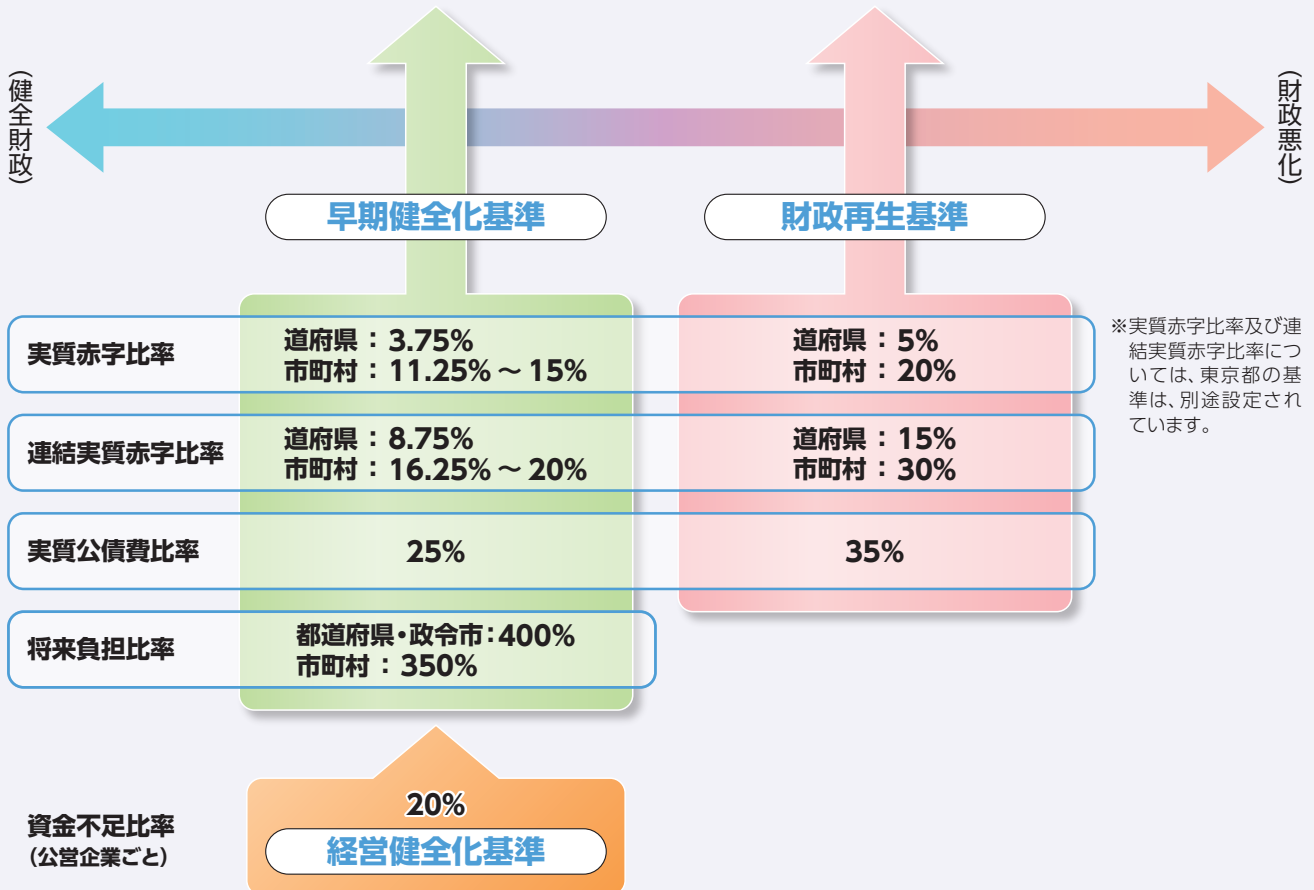 (健全財政)
(財政悪化)
早期健全化基準
財政再生基準
実質赤字比率
道府県：3.75%
市町村：11.25%～15%
道府県：5%
市町村：20%
※実質赤字比率及び連
結実質赤字比率につ
いては、東京都の基
準は、別途設定され
ています。
連結実質赤字比率
道府県：8.75%
市町村：16.25%～20%
道府県：15%
市町村：30%
実質公債費比率
25%
35%
将来負担比率
都道府県・政令市：400%
市町村：350%
資金不足比率
(公営企業ごと)
20%
経営健全化基準